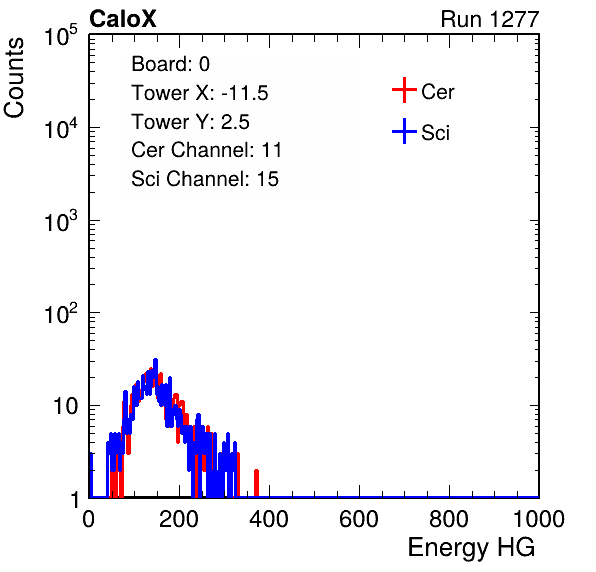 CaloX Run 1277
Counts
Board: 0
Tower X: -11.5
Tower Y: 2.5
Cer Channel: 11
Sci Channel: 15
Cer
Sci
10^5
10^4
10^3
10^2
10
1
0 200 400 600 800 1000
Energy HG